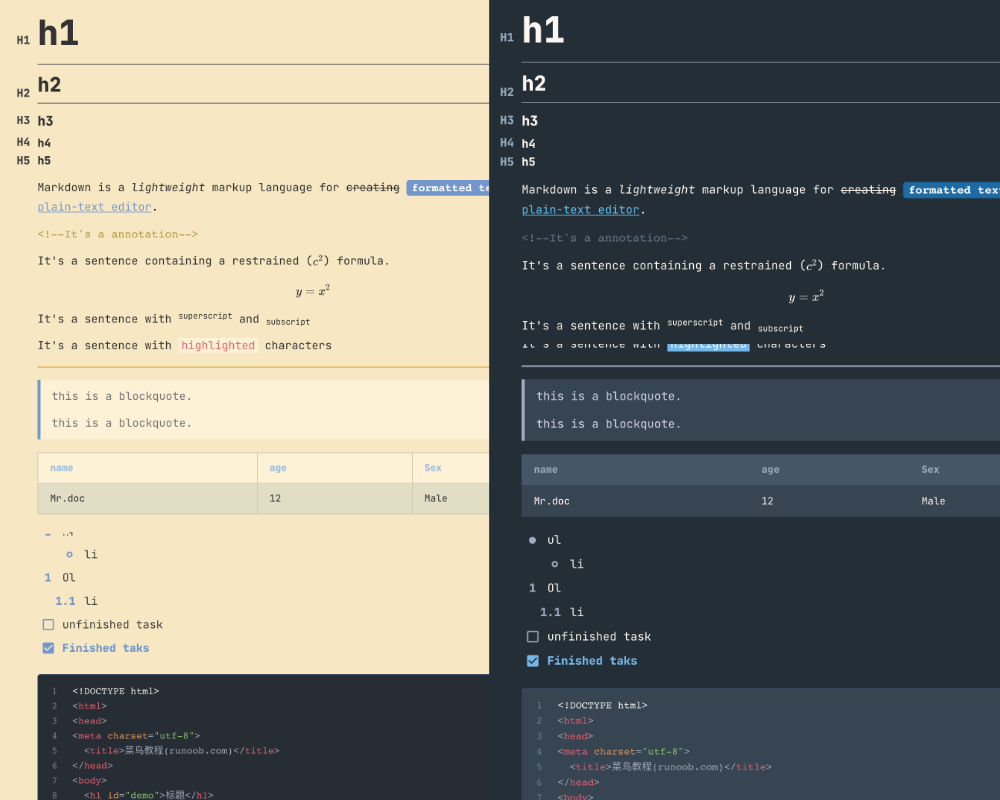 H1 h1
H2 h2
H3 h3
H4 h4
H5 h5
Markdown is a lightweight markup language for creating formatted te
plain-text editor.
<!--It's a annotation-->
It's a sentence containing a restrained (c²) formula.
y = x²
It's a sentence with superscript and subscript
It's a sentence with highlighted characters
this is a blockquote.
this is a blockquote.
name age Sex
Mr.doc 12 Male
ul
li
1 Ol
1.1 li
unfinished task
Finished taks
1 <!DOCTYPE html>
2 <html>
3 <head>
4 <meta charset="utf-8">
5 <title>菜鸟教程(runoob.com)</title>
6 </head>
7 <body>
8 <h1 id="demo">标题</h1>
H1 h1
H2 h2
H3 h3
H4 h4
H5 h5
Markdown is a lightweight markup language for creating formatted tex
plain-text editor.
<!--It's a annotation-->
It's a sentence containing a restrained (c²) formula.
y = x²
It's a sentence with superscript and subscript
It's a sentence with highlighted characters
this is a blockquote.
this is a blockquote.
name age Sex
Mr.doc 12 Male
ul
li
1 Ol
1.1 li
unfinished task
Finished taks
1 <!DOCTYPE html>
2 <html>
3 <head>
4 <meta charset="utf-8">
5 <title>菜鸟教程(runoob.com)</title>
6 </head>
7 <body>